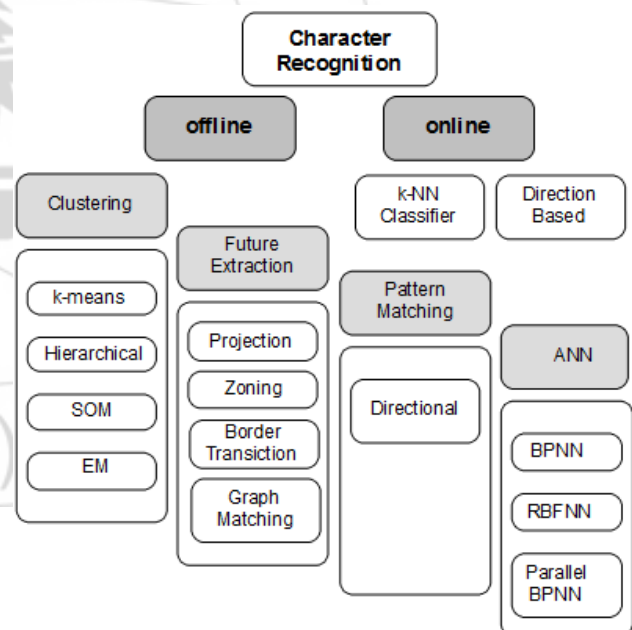 Character
Recognition
offline
online
Clustering
k-NN
Classifier
Direction
Based
Future
Extraction
Pattern
Matching
ANN
k-means
Hierarchical
SOM
EM
Projection
Zoning
Border
Transiction
Graph
Matching
Directional
BPNN
RBFNN
Parallel
BPNN